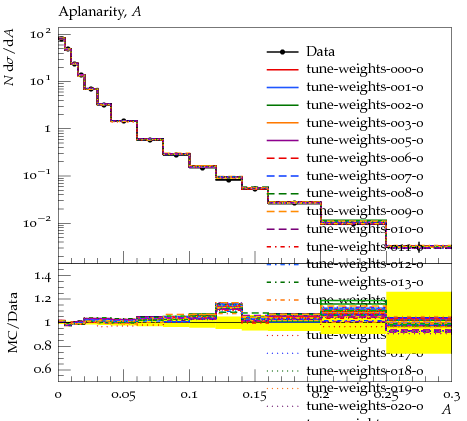 Aplanarity, A
N dσ/dA
10²
10¹
1
10⁻¹
10⁻²
Data
tune-weights-000-0
tune-weights-001-0
tune-weights-002-0
tune-weights-003-0
tune-weights-005-0
tune-weights-006-0
tune-weights-007-0
tune-weights-008-0
tune-weights-009-0
tune-weights-010-0
tune-weights-011-0
tune-weights-012-0
tune-weights-013-0
tune-weights-017-0
tune-weights-018-0
tune-weights-019-0
tune-weights-020-0
MC/Data
1.4
1.2
1
0.8
0.6
0 0.05 0.1 0.15 0.2 0.25 0.3
A